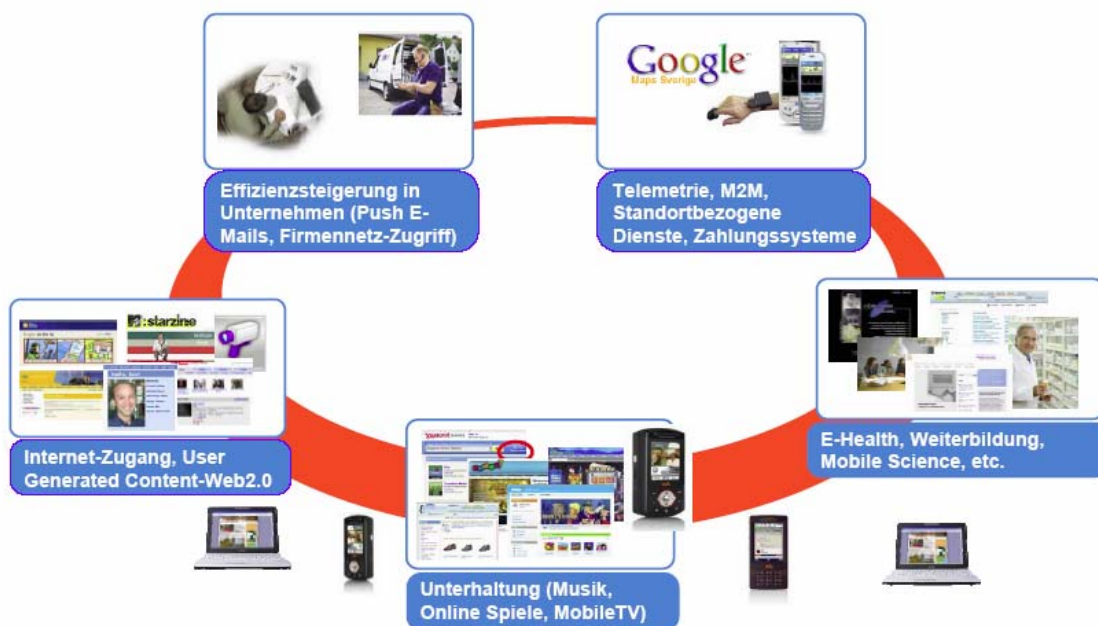 Google
Maps Sverige
Effizienzsteigerung in
Unternehmen (Push E-
Mails, Firmennetz-Zugriff)
Telemetrie, M2M,
Standortbezogene
Dienste, Zahlungssysteme
starzine
Internet-Zugang, User
Generated Content-Web2.0
E-Health, Weiterbildung,
Mobile Science, etc.
Unterhaltung (Musik,
Online Spiele, MobileTV)